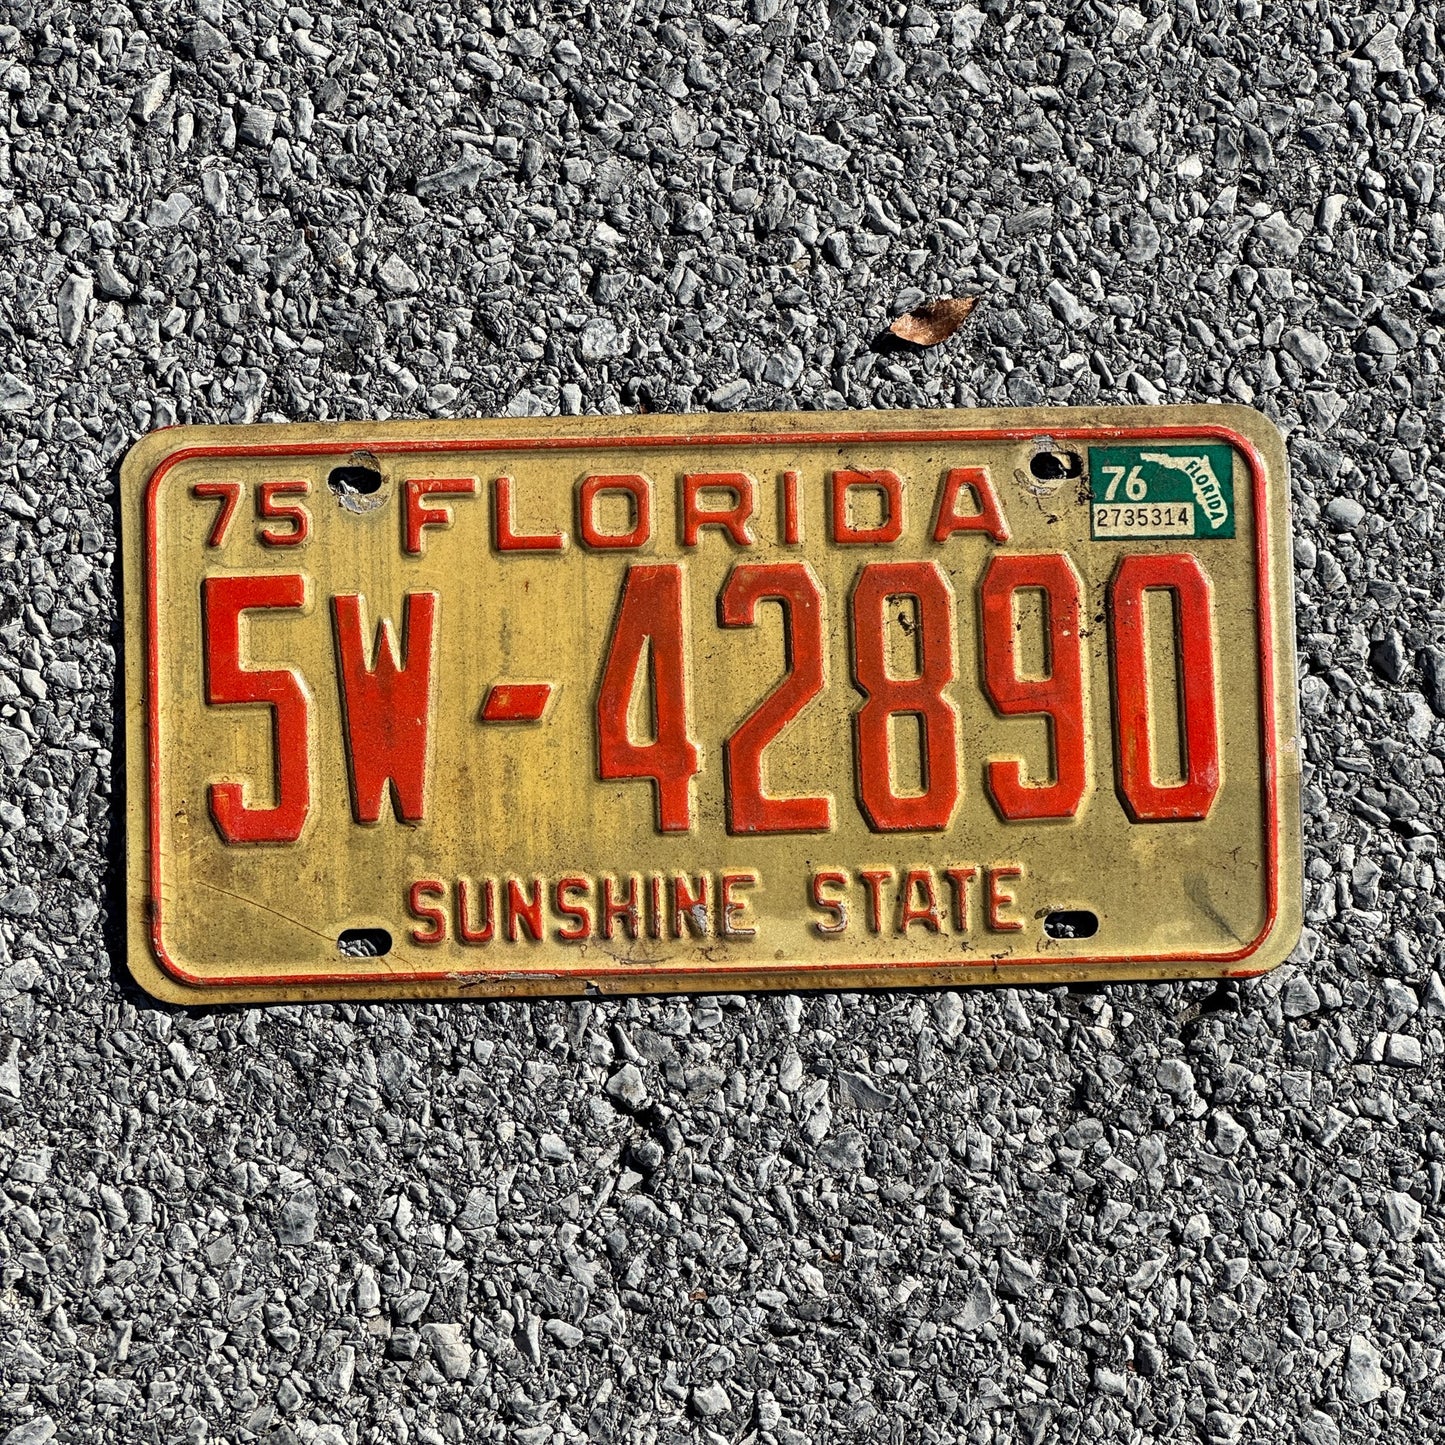 75 FLORIDA
76 FLORIDA
2735314
5W-42890
SUNSHINE STATE